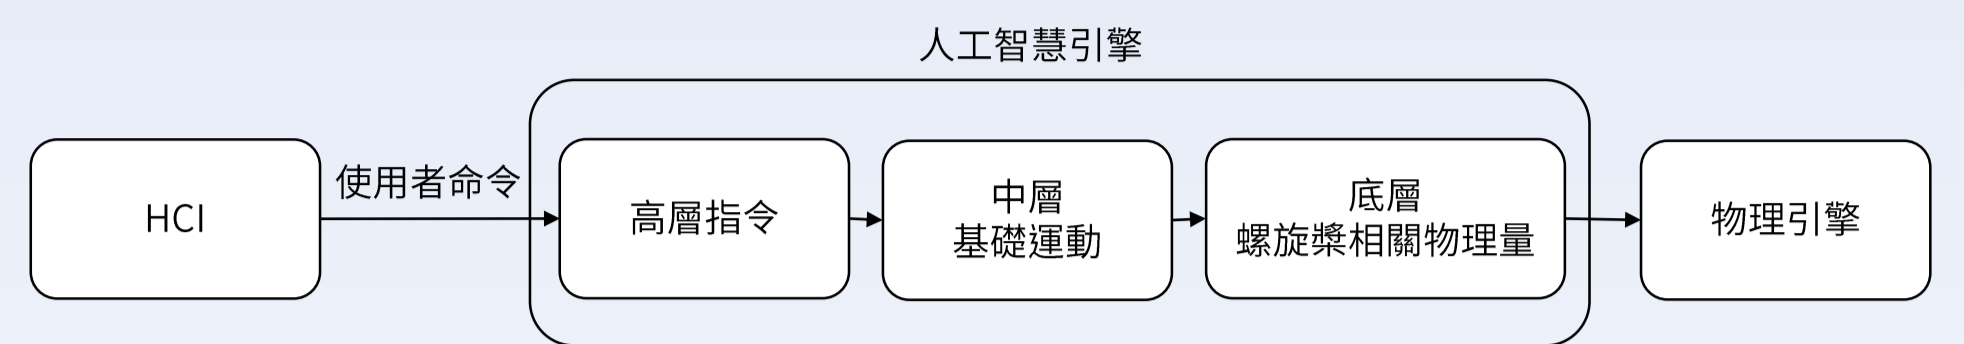 人工智慧引擎
HCI
使用者命令
高層指令
中層
基礎運動
底層
螺旋槳相關物理量
物理引擎